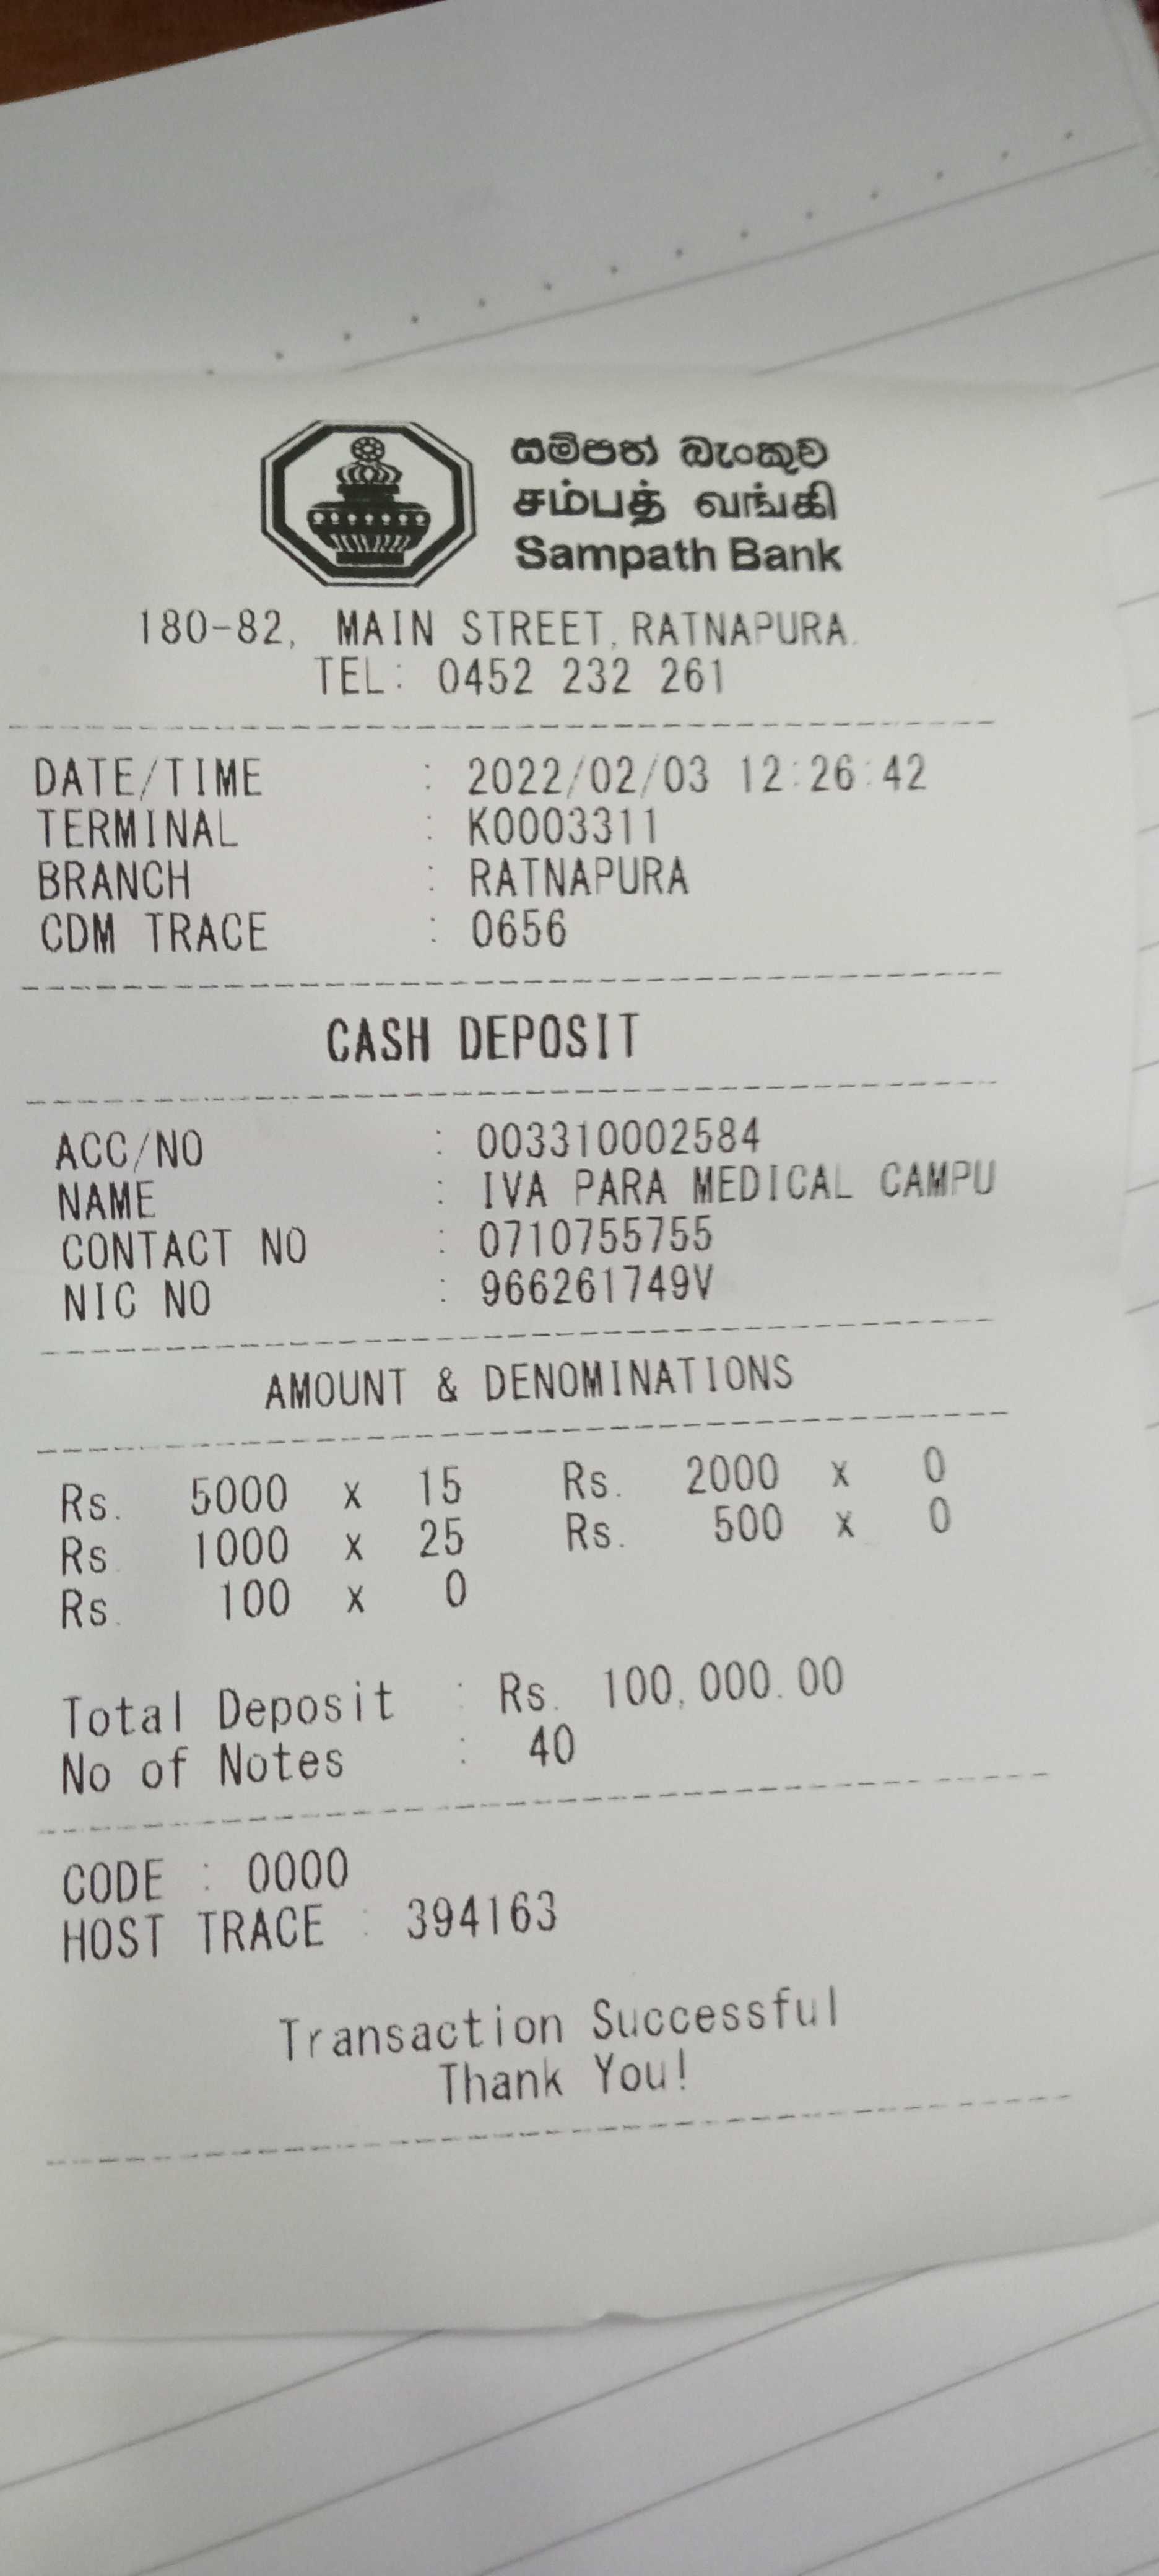 සම්පත් බැංකුව
சம்பத் வங்கி
Sampath Bank
180-82, MAIN STREET, RATNAPURA.
TEL: 0452 232 261
DATE/TIME : 2022/02/03 12:26:42
TERMINAL : K0003311
BRANCH : RATNAPURA
CDM TRACE : 0656
CASH DEPOSIT
ACC/NO : 003310002584
NAME : IVA PARA MEDICAL CAMPU
CONTACT NO : 0710755755
NIC NO : 966261749V
AMOUNT & DENOMINATIONS
Rs. 5000 x 15 Rs. 2000 x 0
Rs. 1000 x 25 Rs. 500 x 0
Rs. 100 x 0
Total Deposit : Rs. 100,000.00
No of Notes : 40
CODE : 0000
HOST TRACE : 394163
Transaction Successful
Thank You!